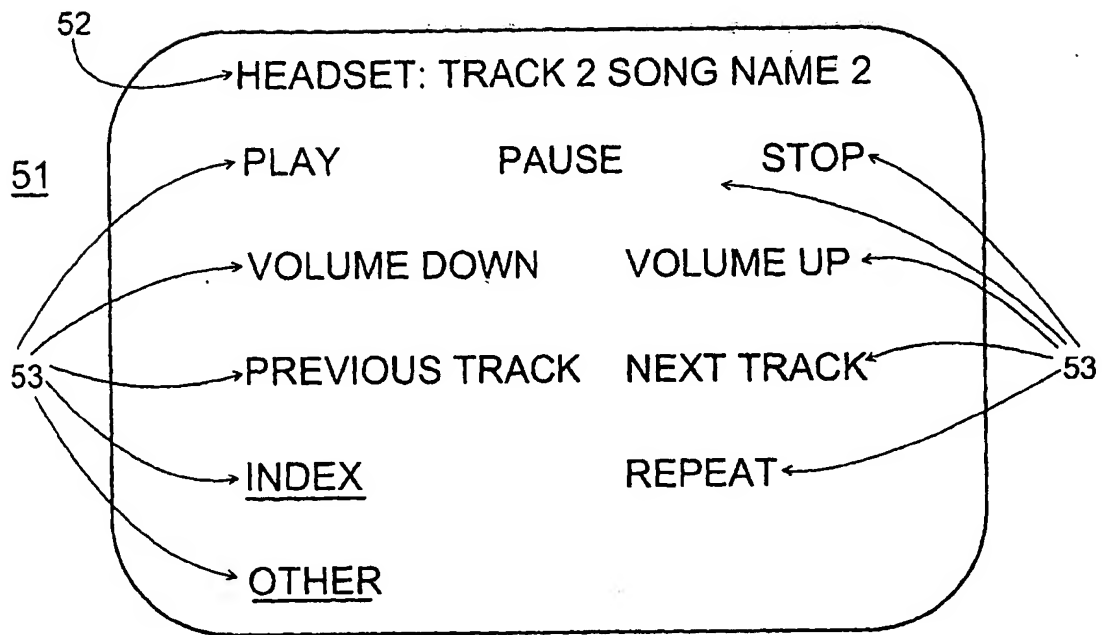 52
HEADSET: TRACK 2 SONG NAME 2
51
PLAY PAUSE STOP
VOLUME DOWN VOLUME UP
53 PREVIOUS TRACK NEXT TRACK 53
INDEX REPEAT
OTHER